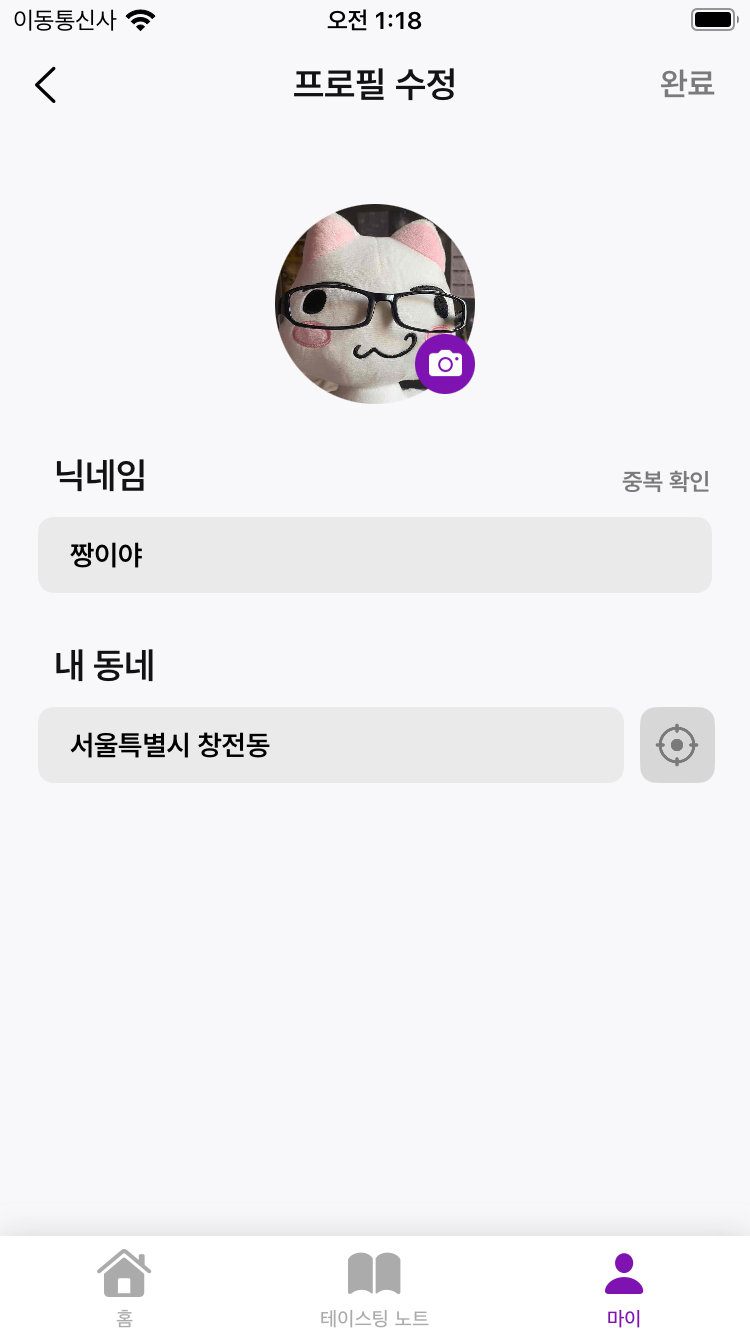 이동통신사 오전 1:18
프로필 수정 완료
닉네임 중복 확인
짱이야
내 동네
서울특별시 창전동
홈 테이스팅 노트 마이